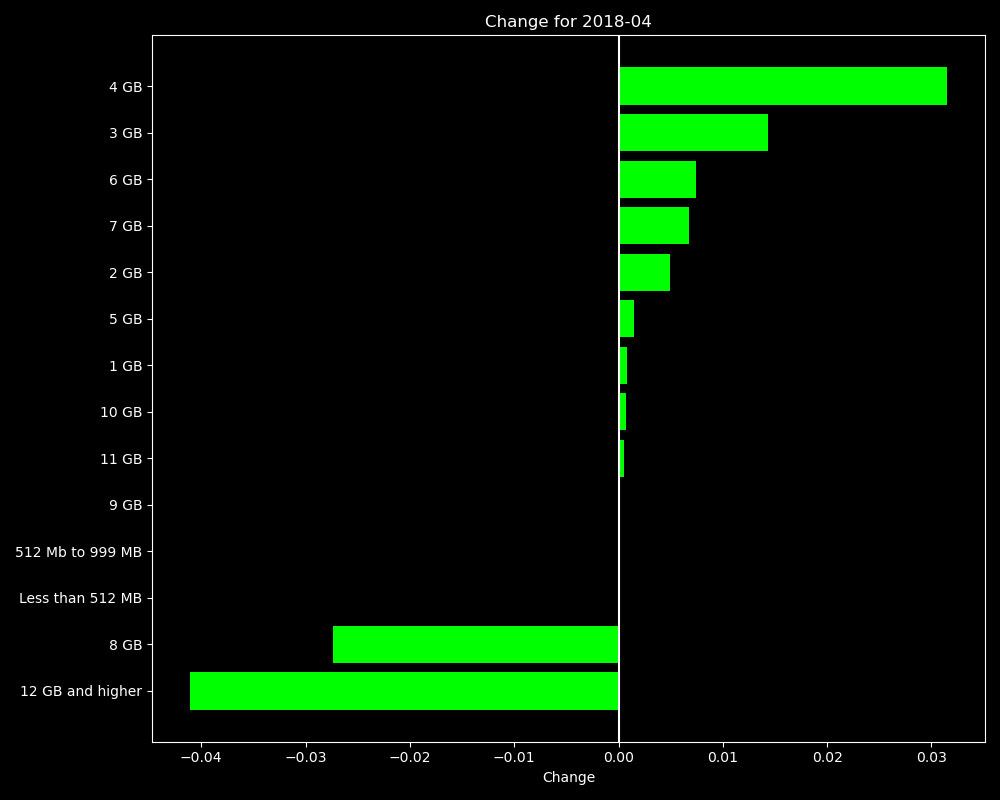 Change for 2018-04
4 GB
3 GB
6 GB
7 GB
2 GB
5 GB
1 GB
10 GB
11 GB
9 GB
512 Mb to 999 MB
Less than 512 MB
8 GB
12 GB and higher
−0.04 −0.03 −0.02 −0.01 0.00 0.01 0.02 0.03
Change